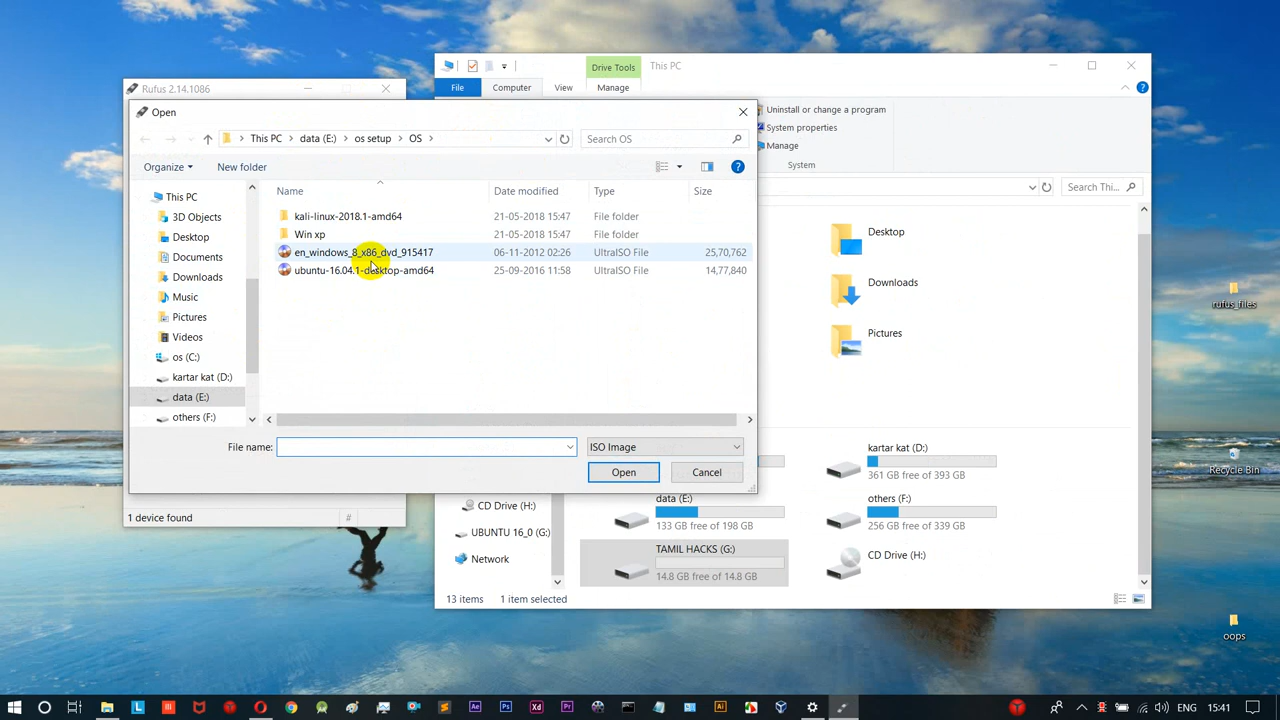 Rufus 2.14.1086
Open
This PC > data (E:) > os setup > OS >
Search OS
Organize
New folder
This PC
3D Objects
Desktop
Documents
Downloads
Music
Pictures
Videos
os (C:)
kartar kat (D:)
data (E:)
others (F:)
Name Date modified Type Size
kali-linux-2018.1-amd64 21-05-2018 15:47 File folder
Win xp 21-05-2018 15:47 File folder
en_windows_8_x86_dvd_915417 06-11-2012 02:26 UltraISO File 25,70,762
ubuntu-16.04.1-desktop-amd64 25-09-2016 11:58 UltraISO File 14,77,840
File name:
ISO Image
Open
Cancel
1 device found #
Drive Tools
This PC
File
Computer
View
Manage
Uninstall or change a program
System properties
Manage
System
Search Thi...
Desktop
Downloads
Pictures
CD Drive (H:)
UBUNTU 16_0 (G:)
Network
kartar kat (D:)
361 GB free of 393 GB
data (E:)
133 GB free of 198 GB
others (F:)
256 GB free of 339 GB
TAMIL HACKS (G:)
14.8 GB free of 14.8 GB
CD Drive (H:)
13 items
1 item selected
rufus_files
Recycle Bin
oops
ENG
15:41